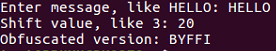 Enter message, like HELLO: HELLO
Shift value, like 3: 20
Obfuscated version: BYFFI